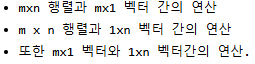 • mxn 행렬과 mx1 벡터 간의 연산
• m x n 행렬과 1xn 벡터 간의 연산
• 또한 mx1 벡터와 1xn 벡터간의 연산.